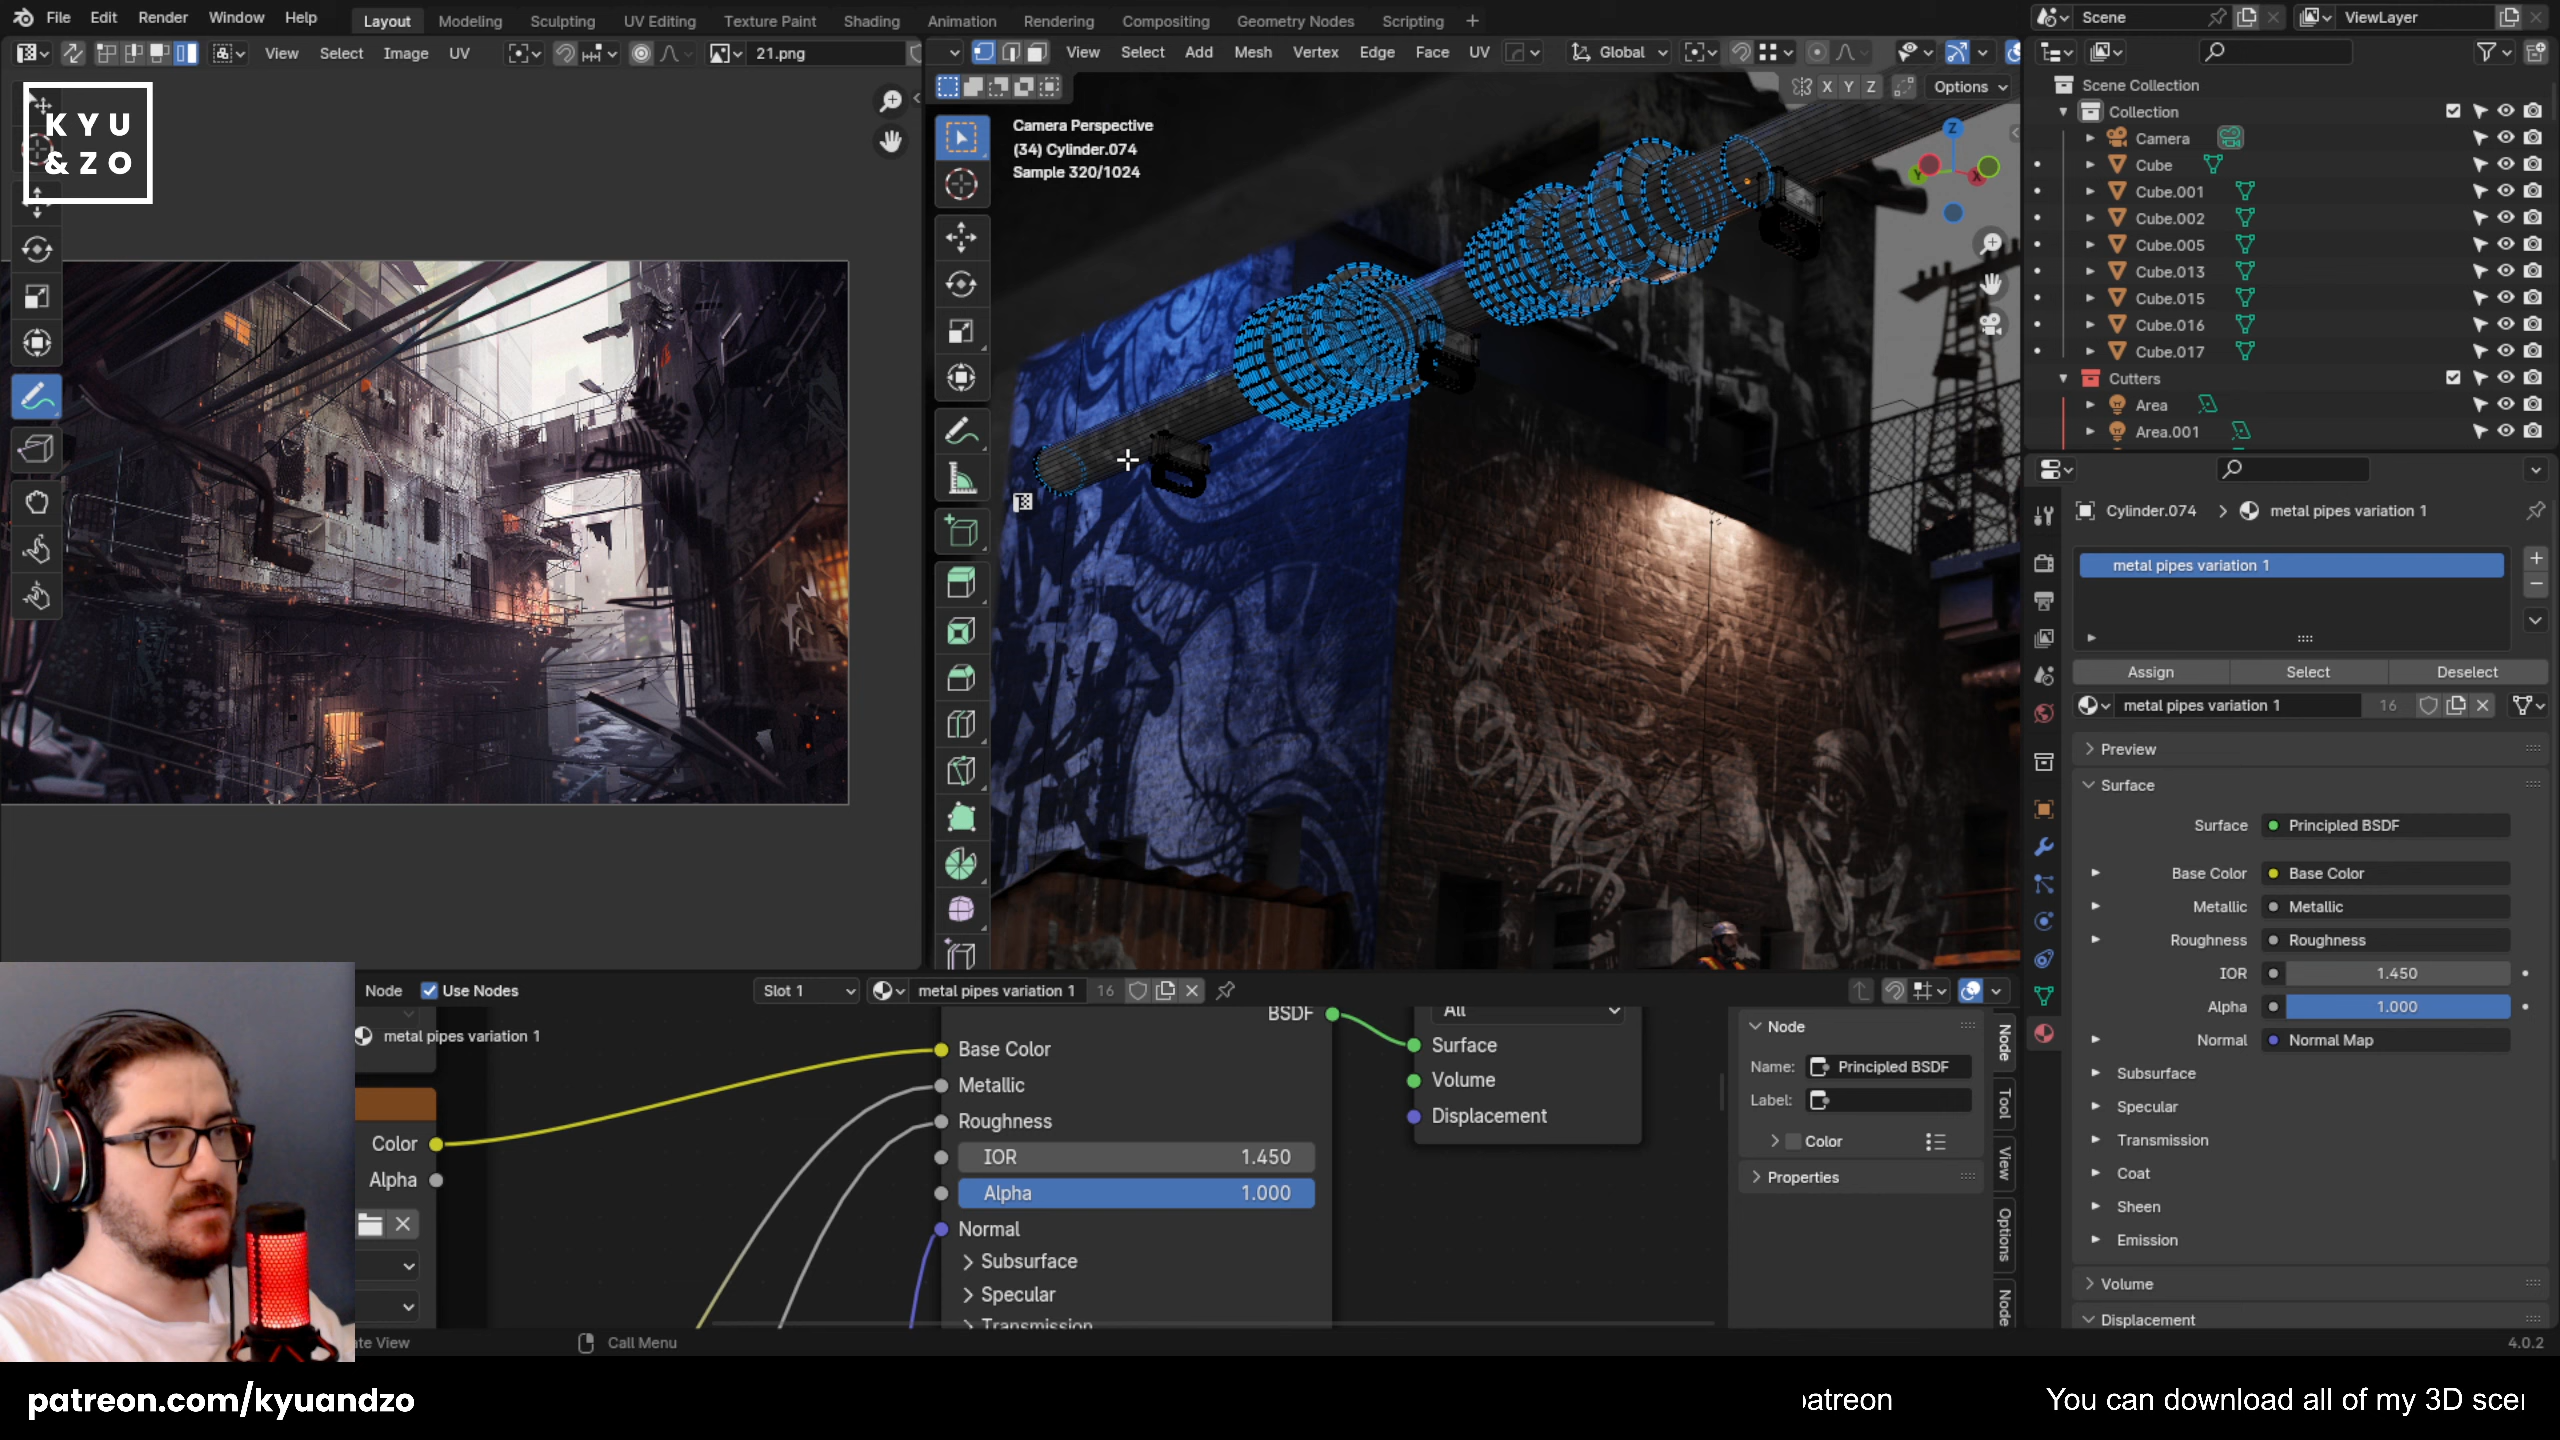 File Edit Render Window Help
Layout Modeling Sculpting UV Editing Texture Paint Shading Animation Rendering Compositing Geometry Nodes Scripting +
Scene
ViewLayer
View Select Image UV
21.png
View Select Add Mesh Vertex Edge Face UV
Global
X Y Z
Options
KYU
&ZO
Camera Perspective
(34) Cylinder.074
Sample 320/1024
Z
Y
X
Scene Collection
Collection
Camera
Cube
Cube.001
Cube.002
Cube.005
Cube.013
Cube.015
Cube.016
Cube.017
Cutters
Area
Area.001
Cylinder.074 > metal pipes variation 1
metal pipes variation 1
Assign Select Deselect
metal pipes variation 1 16
Preview
Surface
Surface Principled BSDF
Base Color Base Color
Metallic Metallic
Roughness Roughness
IOR 1.450
Alpha 1.000
Normal Normal Map
Subsurface
Specular
Transmission
Coat
Sheen
Emission
Volume
Displacement
4.0.2
Node Use Nodes
Slot 1
metal pipes variation 1 16
metal pipes variation 1
Color
Alpha
BSDF
Base Color
Metallic
Roughness
IOR 1.450
Alpha 1.000
Normal
Subsurface
Specular
Transmission
All
Surface
Volume
Displacement
Node
Name: Principled BSDF
Label:
Color
Properties
Node
Tool
View
Options
Node
te View
Call Menu
patreon.com/kyuandzo
patreon
You can download all of my 3D